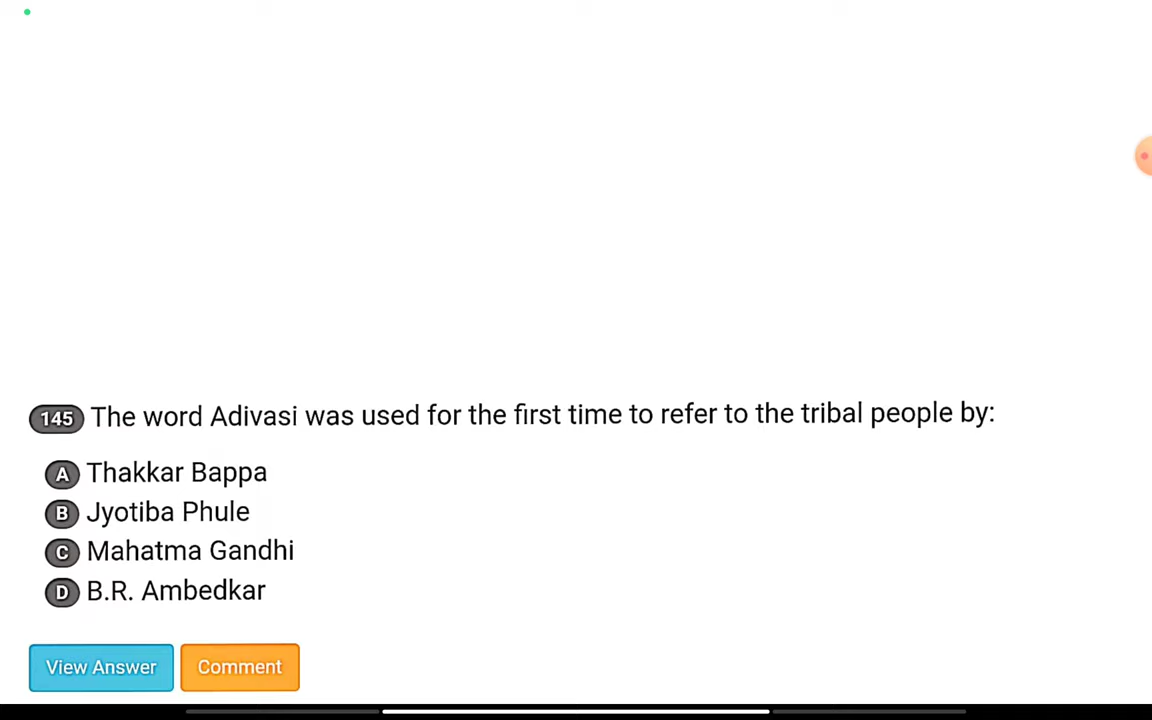 145 The word Adivasi was used for the first time to refer to the tribal people by:
A Thakkar Bappa
B Jyotiba Phule
C Mahatma Gandhi
D B.R. Ambedkar
View Answer Comment